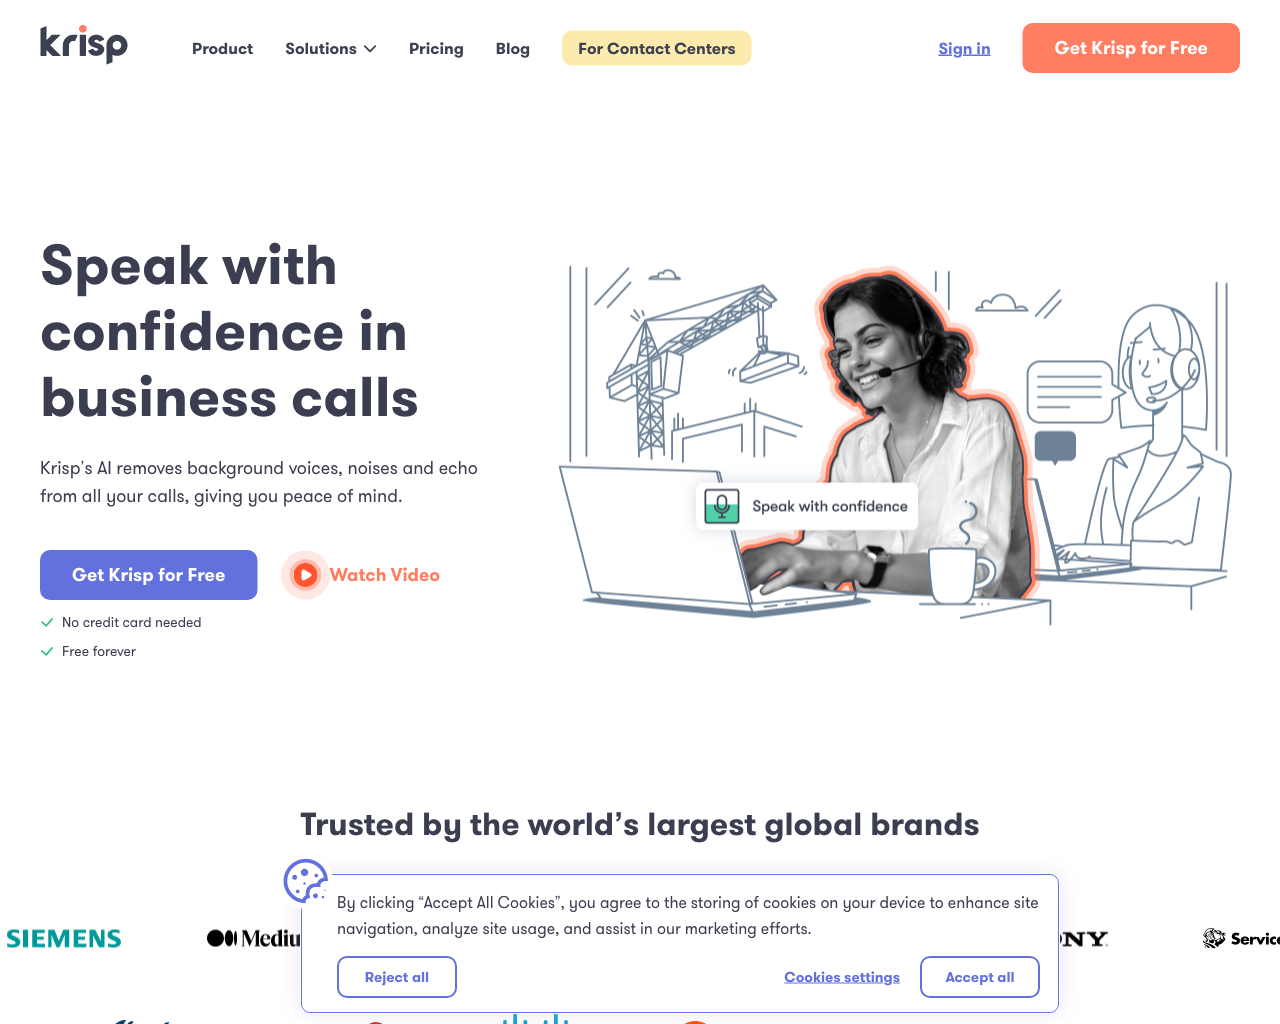 krisp
Product
Solutions
Pricing
Blog
For Contact Centers
Sign in
Get Krisp for Free
Speak with
confidence in
business calls
Krisp's AI removes background voices, noises and echo
from all your calls, giving you peace of mind.
Get Krisp for Free
Watch Video
No credit card needed
Free forever
Speak with confidence
Trusted by the world's largest global brands
By clicking “Accept All Cookies”, you agree to the storing of cookies on your device to enhance site
navigation, analyze site usage, and assist in our marketing efforts.
Reject all
Cookies settings
Accept all
SIEMENS